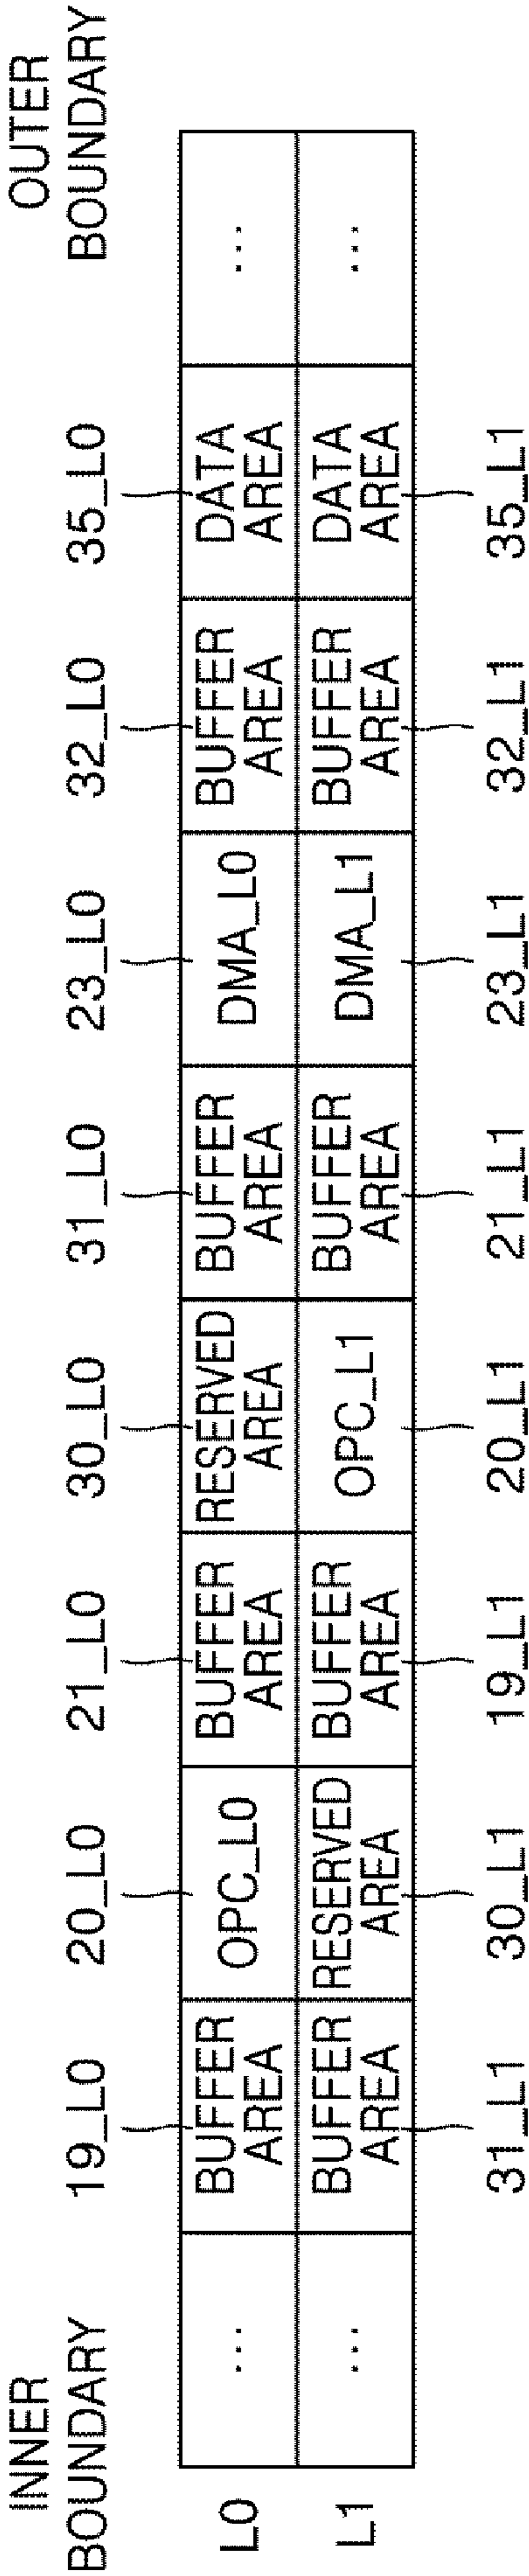 INNER
BOUNDARY
OUTER
BOUNDARY
19_L0
20_L0
21_L0
30_L0
31_L0
23_L0
32_L0
35_L0
L0
...
BUFFER
AREA
OPC_L0
BUFFER
AREA
RESERVED
AREA
BUFFER
AREA
DMA_L0
BUFFER
AREA
DATA
AREA
...
L1
...
BUFFER
AREA
RESERVED
AREA
BUFFER
AREA
OPC_L1
BUFFER
AREA
DMA_L1
BUFFER
AREA
DATA
AREA
...
31_L1
30_L1
19_L1
20_L1
21_L1
23_L1
32_L1
35_L1